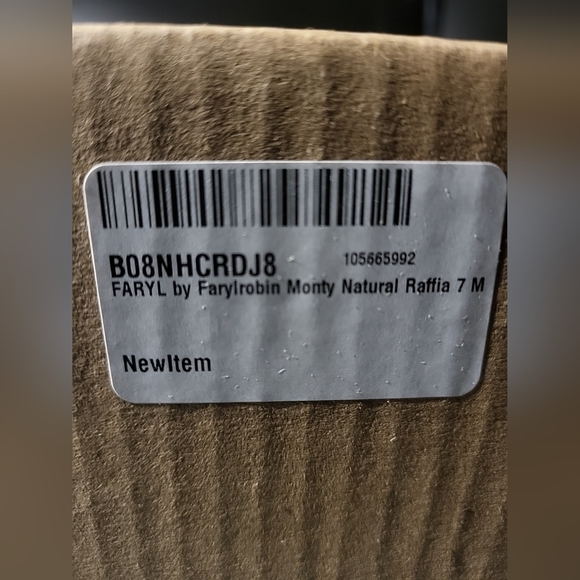 B08NHCRDJ8 105665992
FARYL by Farylrobin Monty Natural Raffia 7 M
NewItem